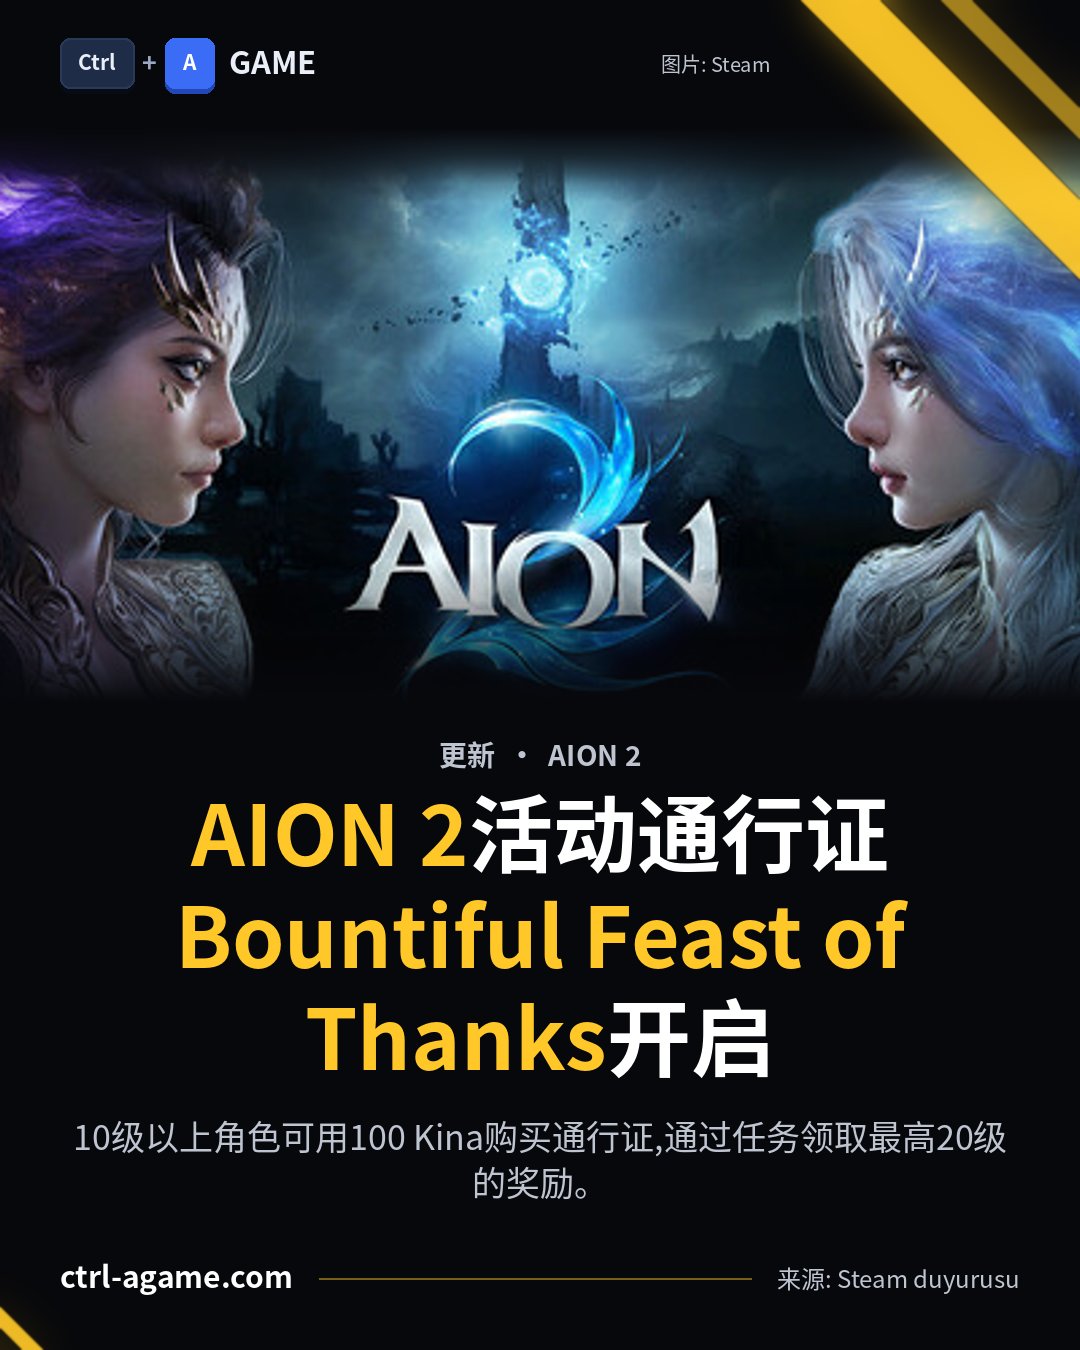 Ctrl + A GAME
图片: Steam
AION 2
更新 • AION 2
AION 2活动通行证
Bountiful Feast of
Thanks开启
10级以上角色可用100 Kina购买通行证,通过任务领取最高20级
的奖励。
ctrl-agame.com
来源: Steam duyurusu